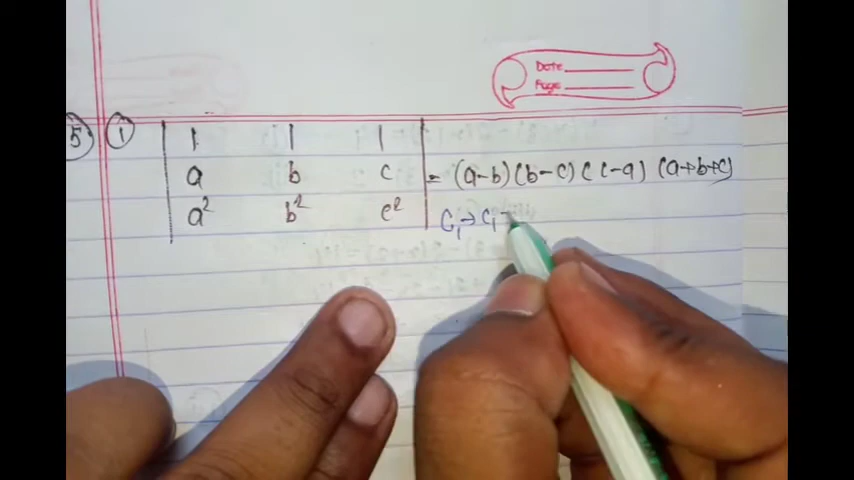 Date
Page
5 1 | 1 1 1 |
| a b c | = (a-b)(b-c)(c-a) (a+b+c)
| a² b² c² |
C₁→C₁-